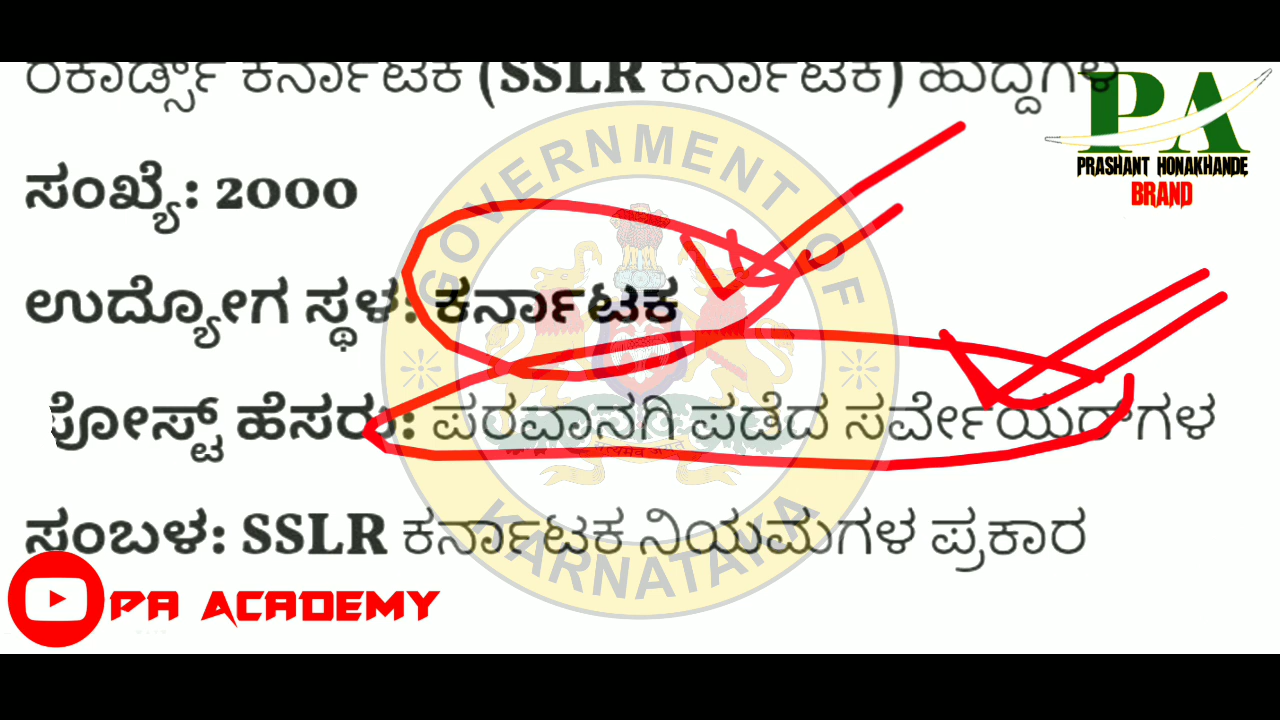 ರೆಕಾರ್ಡ್ಸ್ ಕರ್ನಾಟಕ (SSLR ಕರ್ನಾಟಕ) ಹುದ್ದೆಗಳ
PA
PRASHANT HONAKHANDE
BRAND
ಸಂಖ್ಯೆ: 2000
ಉದ್ಯೋಗ ಸ್ಥಳ: ಕರ್ನಾಟಕ
ಪೋಸ್ಟ್ ಹೆಸರು: ಪರವಾನಗಿ ಪಡೆದ ಸರ್ವೇಯರ್‌ಗಳ
ಸಂಬಳ: SSLR ಕರ್ನಾಟಕ ನಿಯಮಗಳ ಪ್ರಕಾರ
GOVERNMENT OF
KARNATAKA
PA ACADEMY